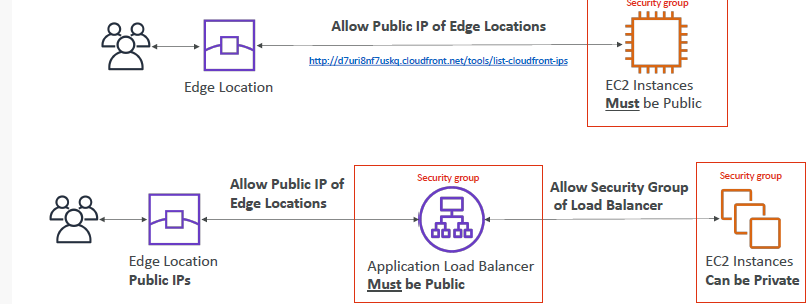 Security group
Allow Public IP of Edge Locations
http://d7uri8nf7uskq.cloudfront.net/tools/list-cloudfront-ips
Edge Location
EC2 Instances
Must be Public
Security group
Security group
Allow Public IP of
Edge Locations
Allow Security Group
of Load Balancer
Edge Location
Public IPs
Application Load Balancer
Must be Public
EC2 Instances
Can be Private